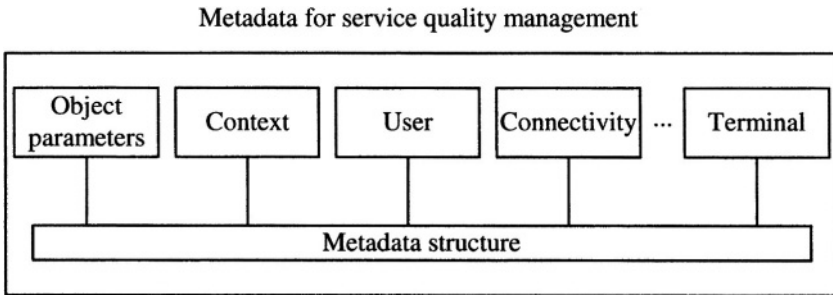 Metadata for service quality management
Object
parameters
Context
User
Connectivity
...
Terminal
Metadata structure